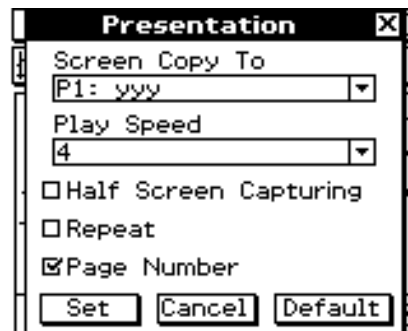 Presentation
Screen Copy To
P1: yyy
Play Speed
4
Half Screen Capturing
Repeat
Page Number
Set Cancel Default